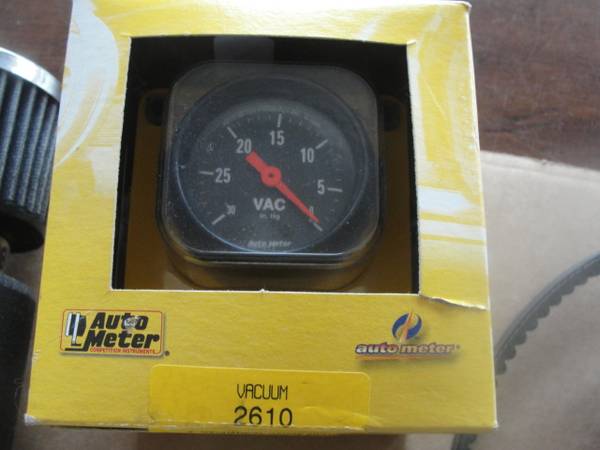 15
20
10
25
5
30
0
VAC
in. Hg
Auto Meter
Auto
Meter®
COMPETITION INSTRUMENTS
auto meter®
VACUUM
2610